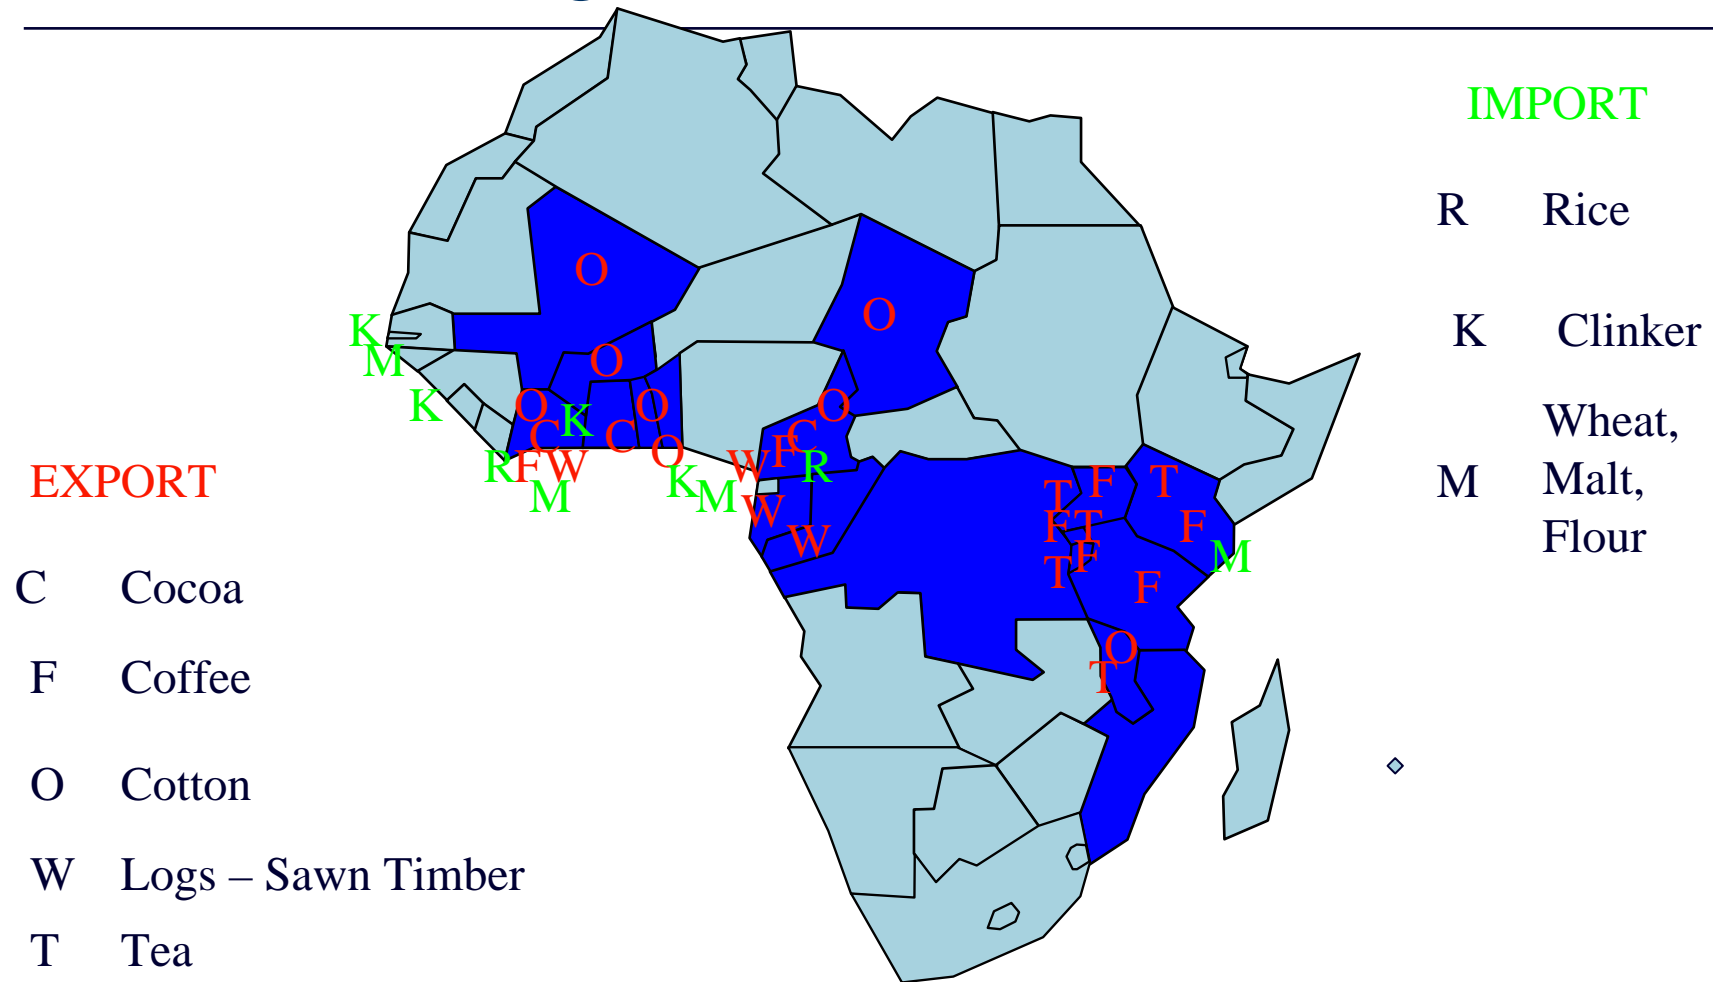 IMPORT
R Rice
K Clinker
M Wheat,
Malt,
Flour
EXPORT
C Cocoa
F Coffee
O Cotton
W Logs – Sawn Timber
T Tea
O
O
K
M O
K O O O
K
C C C
O F
R F W W R
K F T
M M T
W
F T F
W
F M
T
F
O
T